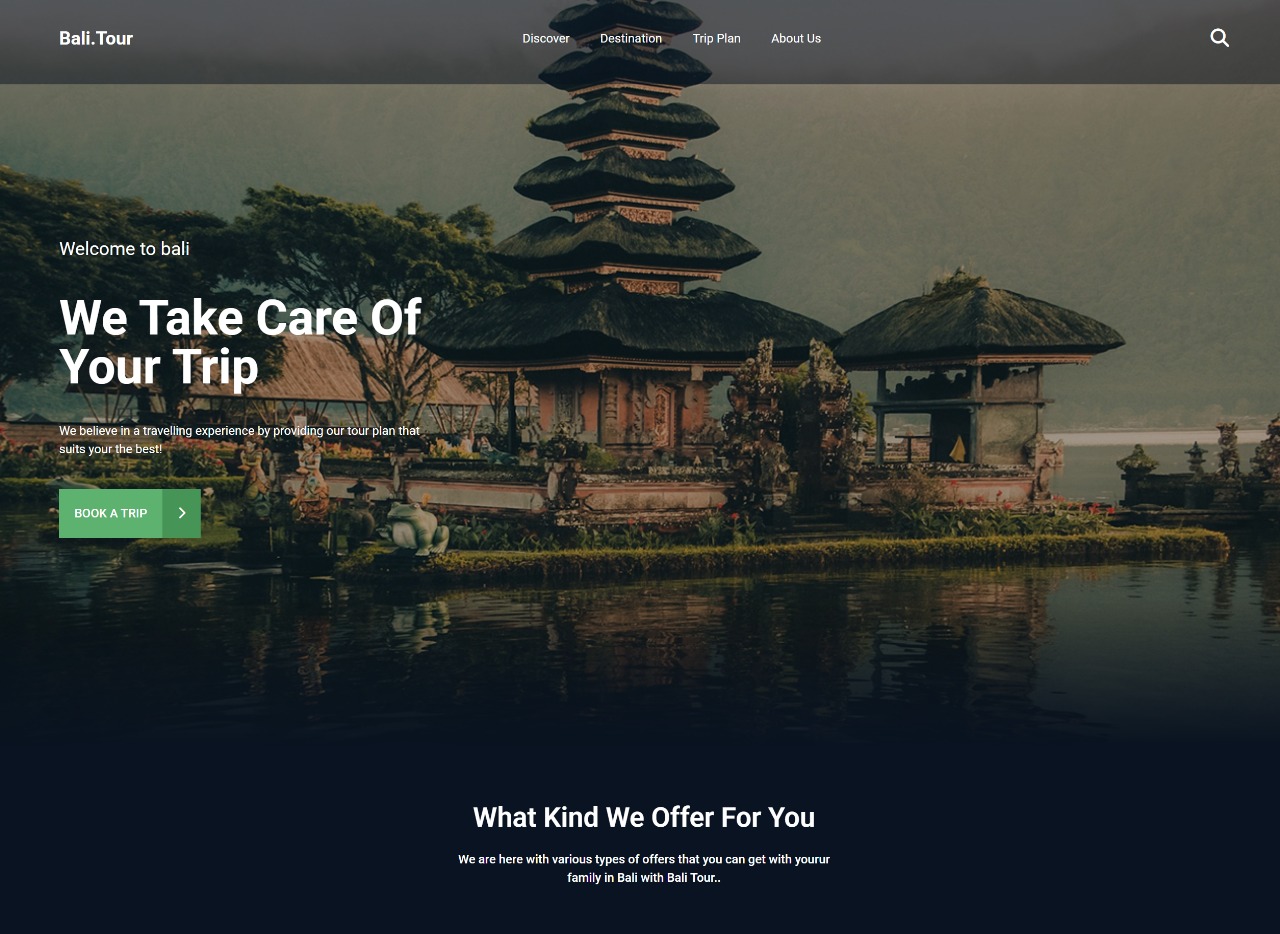 Bali.Tour
Discover
Destination
Trip Plan
About Us
Welcome to bali
We Take Care Of
Your Trip
We believe in a travelling experience by providing our tour plan that
suits your the best!
BOOK A TRIP
What Kind We Offer For You
We are here with various types of offers that you can get with yourur
family in Bali with Bali Tour..